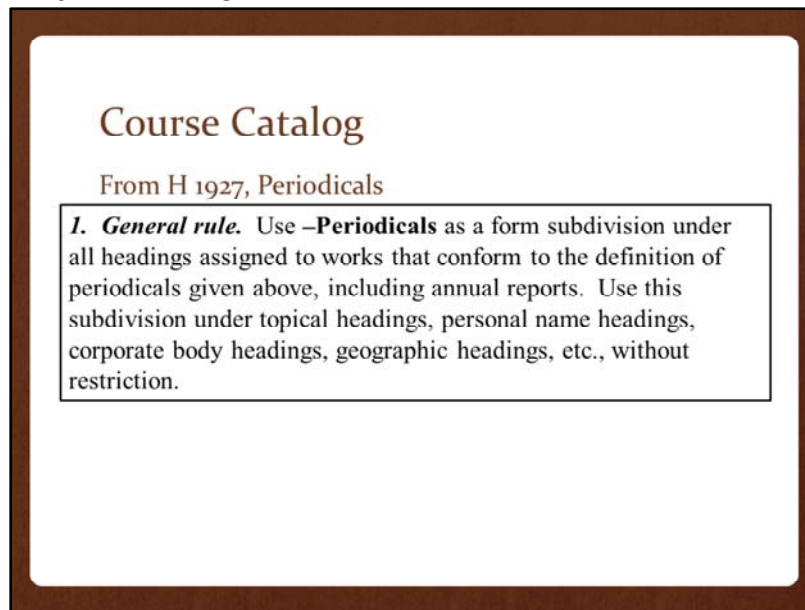 Course Catalog
From H 1927, Periodicals
1. General rule. Use –Periodicals as a form subdivision under
all headings assigned to works that conform to the definition of
periodicals given above, including annual reports. Use this
subdivision under topical headings, personal name headings,
corporate body headings, geographic headings, etc., without
restriction.